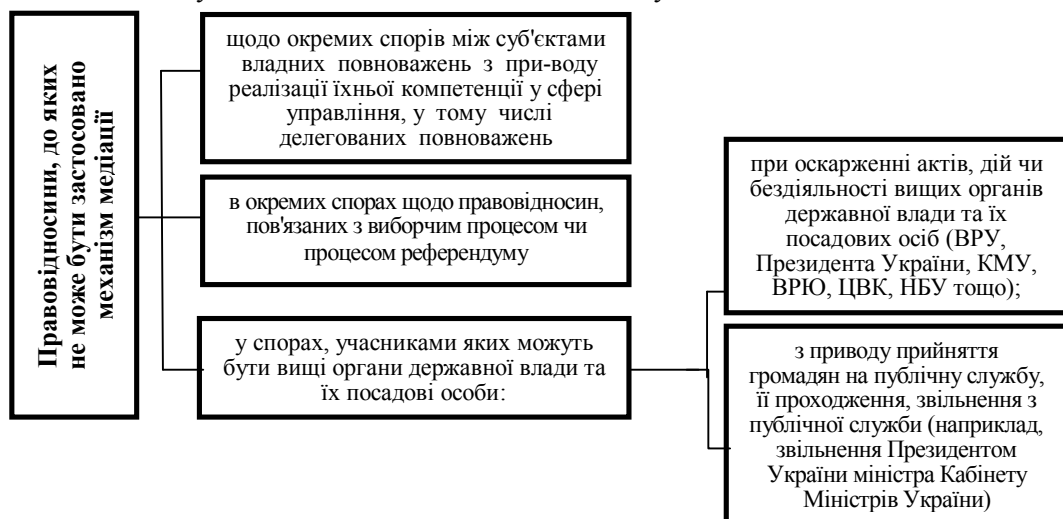 Правовідносини, до яких
не може бути застосовано
механізм медіації
щодо окремих спорів між суб'єктами
владних повноважень з при-воду
реалізації їхньої компетенції у сфері
управління, у тому числі
делегованих повноважень
в окремих спорах щодо правовідносин,
пов'язаних з виборчим процесом чи
процесом референдуму
у спорах, учасниками яких можуть
бути вищі органи державної влади та
їх посадові особи:
при оскарженні актів, дій чи
бездіяльності вищих органів
державної влади та їх
посадових осіб (ВРУ,
Президента України, КМУ,
ВРЮ, ЦВК, НБУ тощо);
з приводу прийняття
громадян на публічну службу,
її проходження, звільнення з
публічної служби (наприклад,
звільнення Президентом
України міністра Кабінету
Міністрів України)